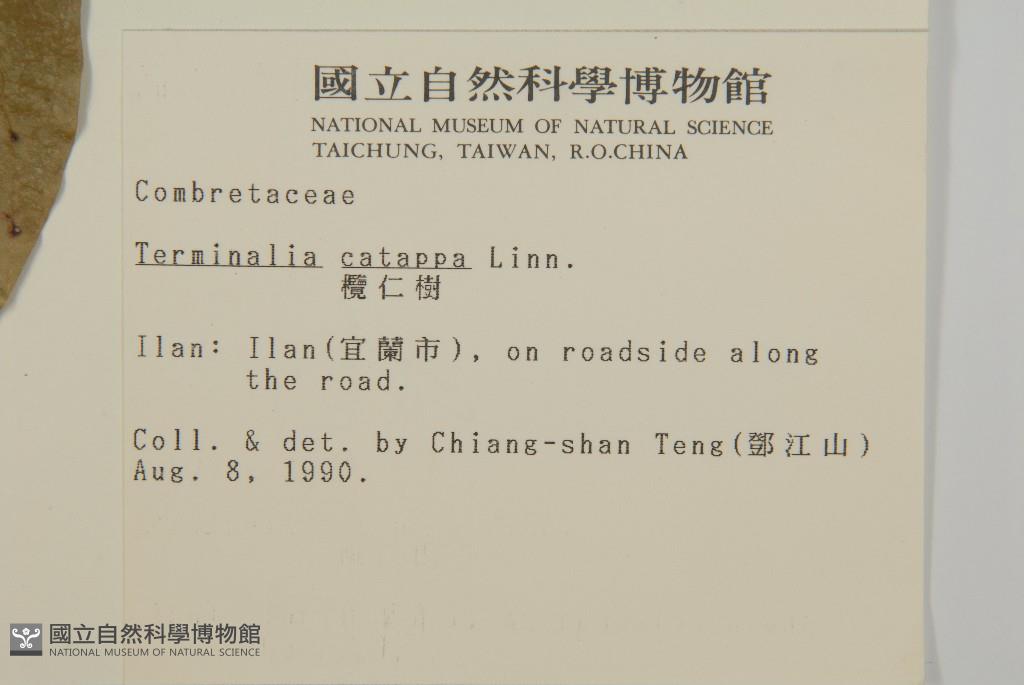 國立自然科學博物館
NATIONAL MUSEUM OF NATURAL SCIENCE
TAICHUNG, TAIWAN, R.O.CHINA
Combretaceae
Terminalia catappa Linn.
欖仁樹
Ilan: Ilan(宜蘭市), on roadside along
the road.
Coll. & det. by Chiang-shan Teng(鄧江山)
Aug. 8, 1990.
國立自然科學博物館
NATIONAL MUSEUM OF NATURAL SCIENCE